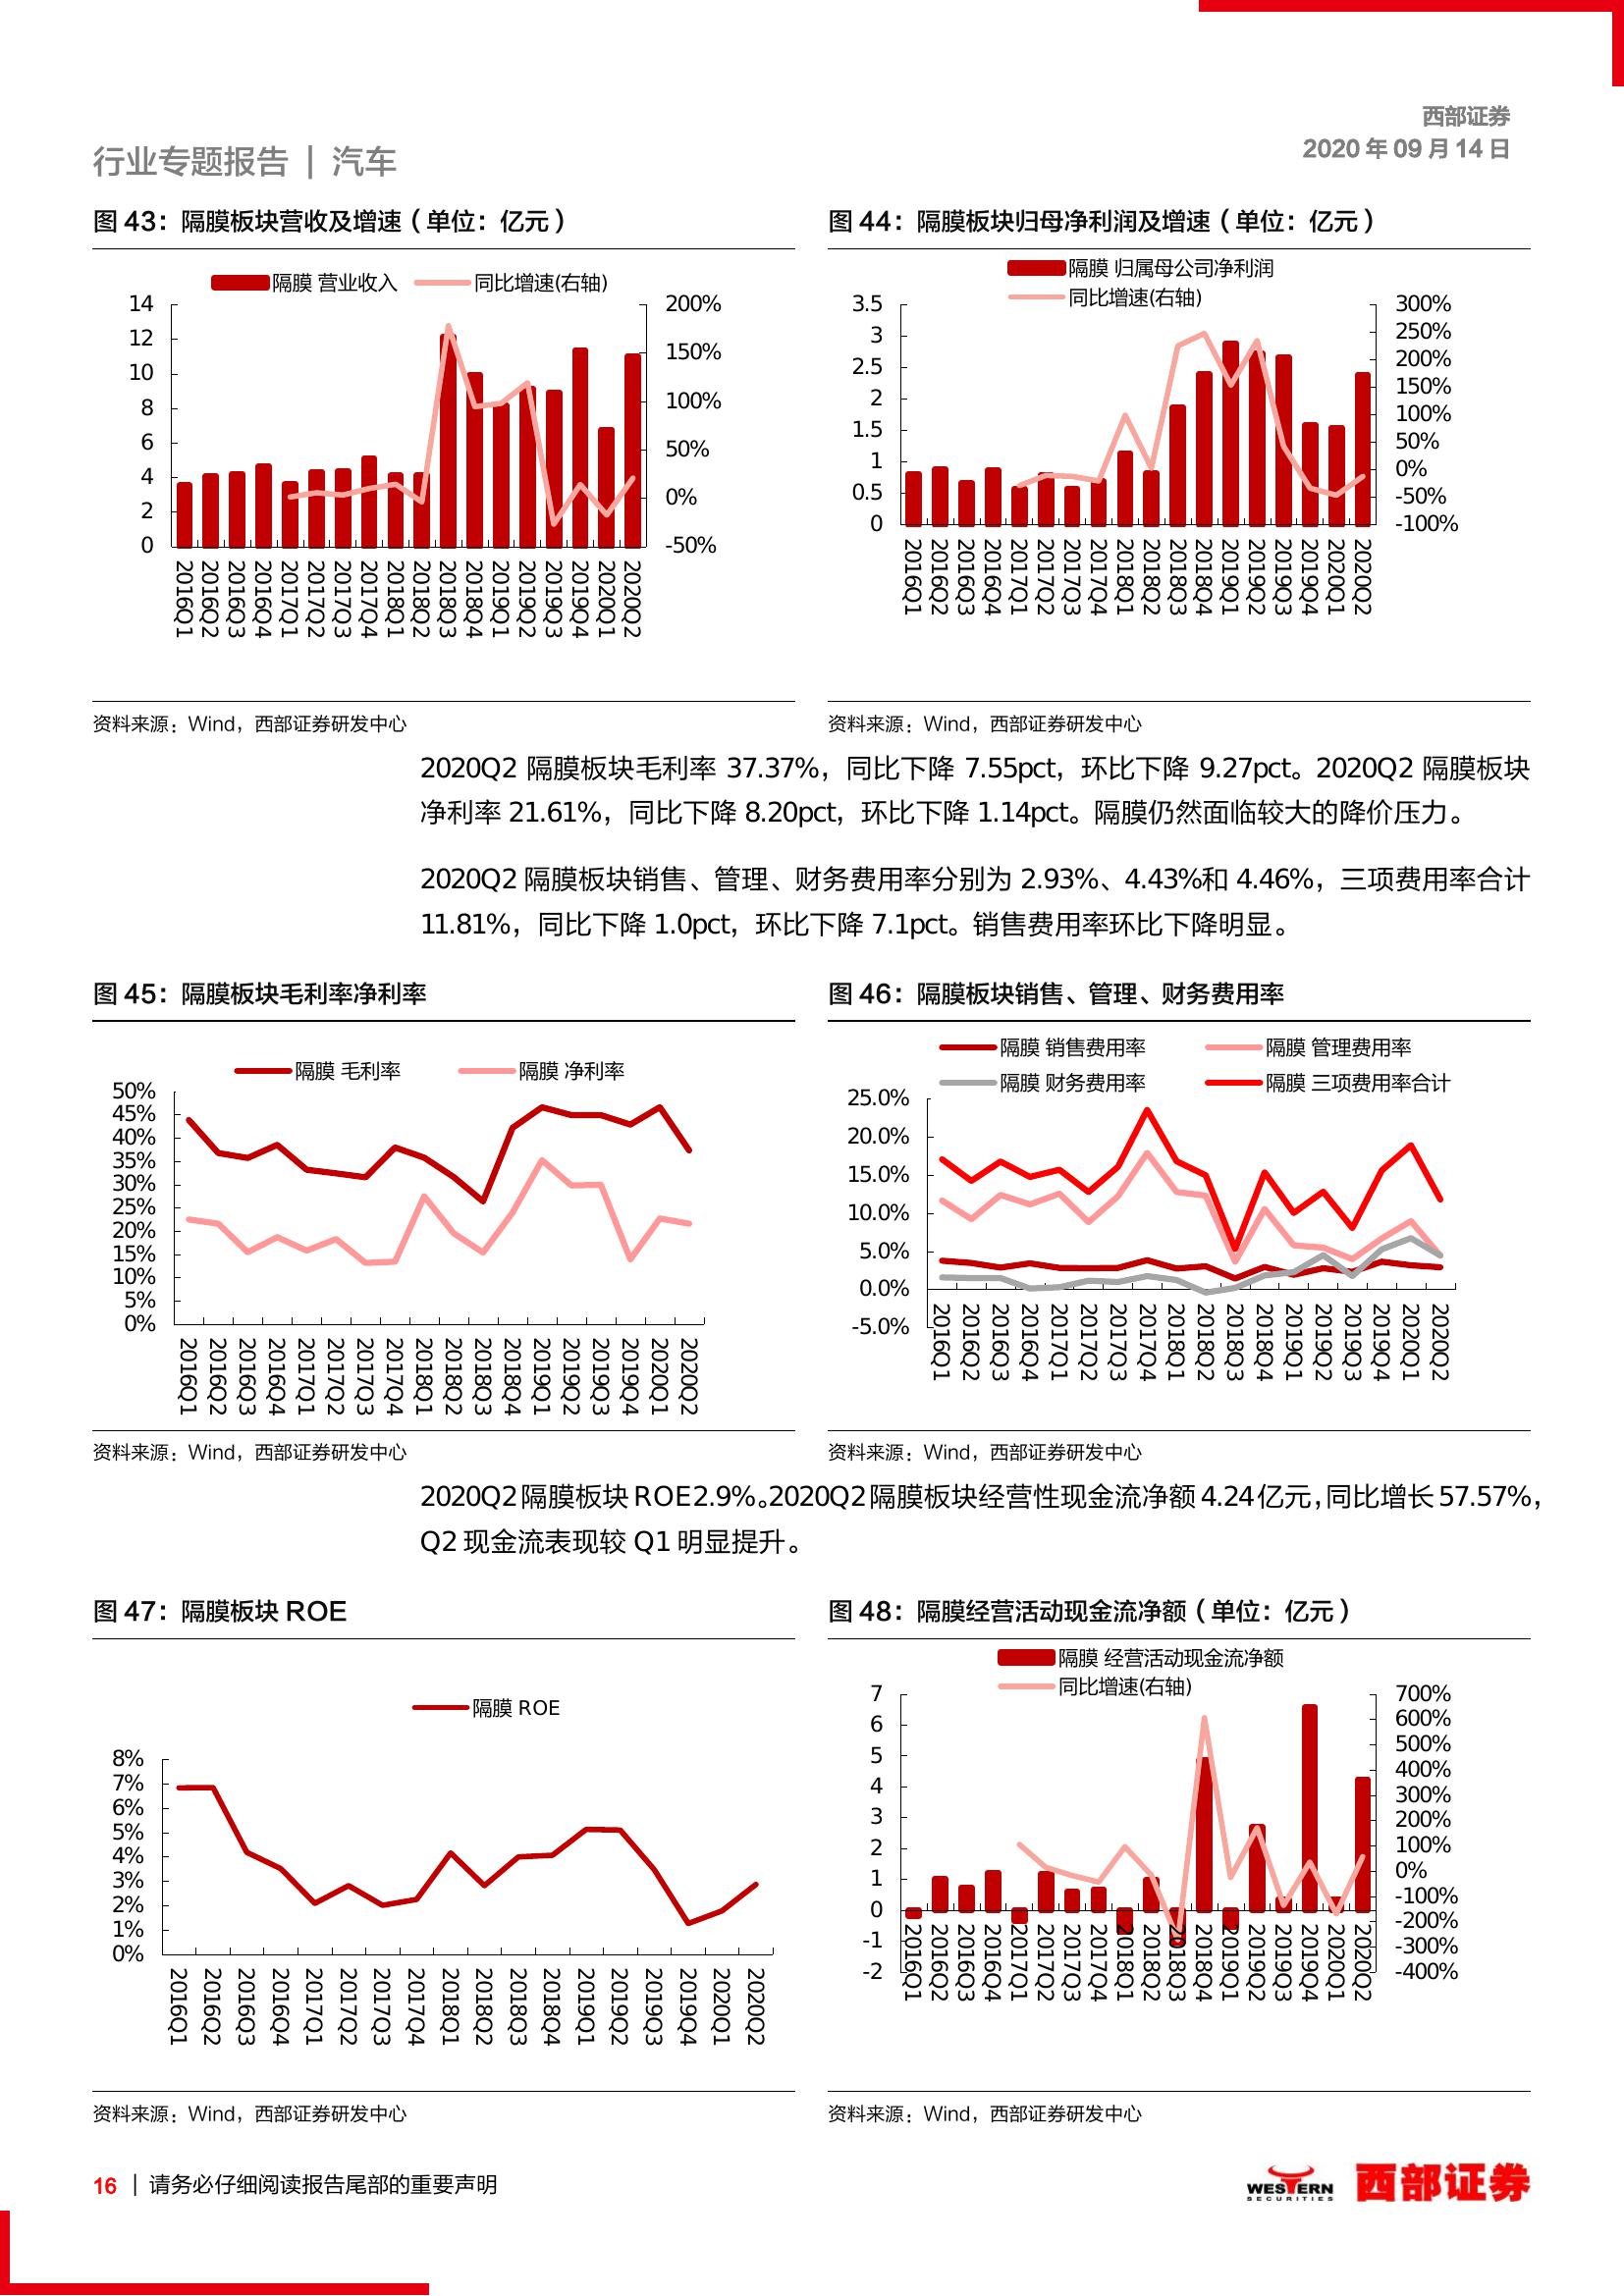 西部证券
2020 年 09 月 14 日
行业专题报告 | 汽车
图 43：隔膜板块营收及增速（单位：亿元）
隔膜 营业收入 同比增速(右轴)
14
12
10
8
6
4
2
0
200%
150%
100%
50%
0%
-50%
2016Q1 2016Q2 2016Q3 2016Q4 2017Q1 2017Q2 2017Q3 2017Q4 2018Q1 2018Q2 2018Q3 2018Q4 2019Q1 2019Q2 2019Q3 2019Q4 2020Q1 2020Q2
资料来源：Wind，西部证券研发中心
图 44：隔膜板块归母净利润及增速（单位：亿元）
隔膜 归属母公司净利润
同比增速(右轴)
3.5
3
2.5
2
1.5
1
0.5
0
300%
250%
200%
150%
100%
50%
0%
-50%
-100%
2016Q1 2016Q2 2016Q3 2016Q4 2017Q1 2017Q2 2017Q3 2017Q4 2018Q1 2018Q2 2018Q3 2018Q4 2019Q1 2019Q2 2019Q3 2019Q4 2020Q1 2020Q2
资料来源：Wind，西部证券研发中心
2020Q2 隔膜板块毛利率 37.37%，同比下降 7.55pct，环比下降 9.27pct。2020Q2 隔膜板块
净利率 21.61%，同比下降 8.20pct，环比下降 1.14pct。隔膜仍然面临较大的降价压力。
2020Q2 隔膜板块销售、管理、财务费用率分别为 2.93%、4.43%和 4.46%，三项费用率合计
11.81%，同比下降 1.0pct，环比下降 7.1pct。销售费用率环比下降明显。
图 45：隔膜板块毛利率净利率
隔膜 毛利率 隔膜 净利率
50%
45%
40%
35%
30%
25%
20%
15%
10%
5%
0%
2016Q1 2016Q2 2016Q3 2016Q4 2017Q1 2017Q2 2017Q3 2017Q4 2018Q1 2018Q2 2018Q3 2018Q4 2019Q1 2019Q2 2019Q3 2019Q4 2020Q1 2020Q2
资料来源：Wind，西部证券研发中心
图 46：隔膜板块销售、管理、财务费用率
隔膜 销售费用率 隔膜 管理费用率
隔膜 财务费用率 隔膜 三项费用率合计
25.0%
20.0%
15.0%
10.0%
5.0%
0.0%
-5.0%
2016Q1 2016Q2 2016Q3 2016Q4 2017Q1 2017Q2 2017Q3 2017Q4 2018Q1 2018Q2 2018Q3 2018Q4 2019Q1 2019Q2 2019Q3 2019Q4 2020Q1 2020Q2
资料来源：Wind，西部证券研发中心
2020Q2 隔膜板块 ROE2.9%。2020Q2 隔膜板块经营性现金流净额 4.24 亿元，同比增长 57.57%，
Q2 现金流表现较 Q1 明显提升。
图 47：隔膜板块 ROE
隔膜 ROE
8%
7%
6%
5%
4%
3%
2%
1%
0%
2016Q1 2016Q2 2016Q3 2016Q4 2017Q1 2017Q2 2017Q3 2017Q4 2018Q1 2018Q2 2018Q3 2018Q4 2019Q1 2019Q2 2019Q3 2019Q4 2020Q1 2020Q2
资料来源：Wind，西部证券研发中心
图 48：隔膜经营活动现金流净额（单位：亿元）
隔膜 经营活动现金流净额
同比增速(右轴)
7
6
5
4
3
2
1
0
-1
-2
700%
600%
500%
400%
300%
200%
100%
0%
-100%
-200%
-300%
-400%
2016Q1 2016Q2 2016Q3 2016Q4 2017Q1 2017Q2 2017Q3 2017Q4 2018Q1 2018Q2 2018Q3 2018Q4 2019Q1 2019Q2 2019Q3 2019Q4 2020Q1 2020Q2
资料来源：Wind，西部证券研发中心
16 | 请务必仔细阅读报告尾部的重要声明
WESTERN
SECURITIES
西部证券